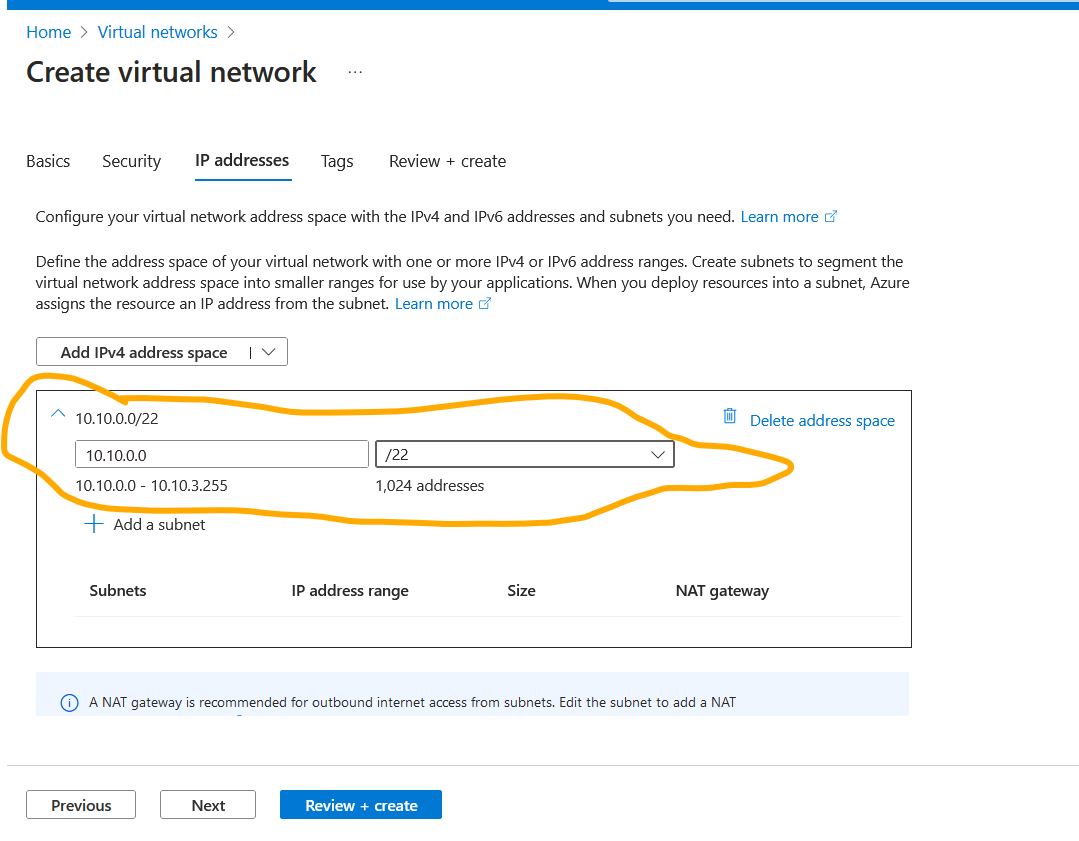 Home > Virtual networks >
Create virtual network ...
Basics Security IP addresses Tags Review + create
Configure your virtual network address space with the IPv4 and IPv6 addresses and subnets you need. Learn more
Define the address space of your virtual network with one or more IPv4 or IPv6 address ranges. Create subnets to segment the
virtual network address space into smaller ranges for use by your applications. When you deploy resources into a subnet, Azure
assigns the resource an IP address from the subnet. Learn more
Add IPv4 address space |
10.10.0.0/22 Delete address space
10.10.0.0 /22
10.10.0.0 - 10.10.3.255 1,024 addresses
+ Add a subnet
Subnets IP address range Size NAT gateway
A NAT gateway is recommended for outbound internet access from subnets. Edit the subnet to add a NAT
Previous Next Review + create